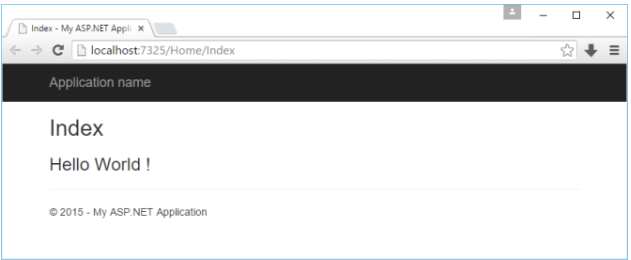 Index - My ASP.NET Appli
localhost:7325/Home/Index
Application name
Index
Hello World !
© 2015 - My ASP.NET Application